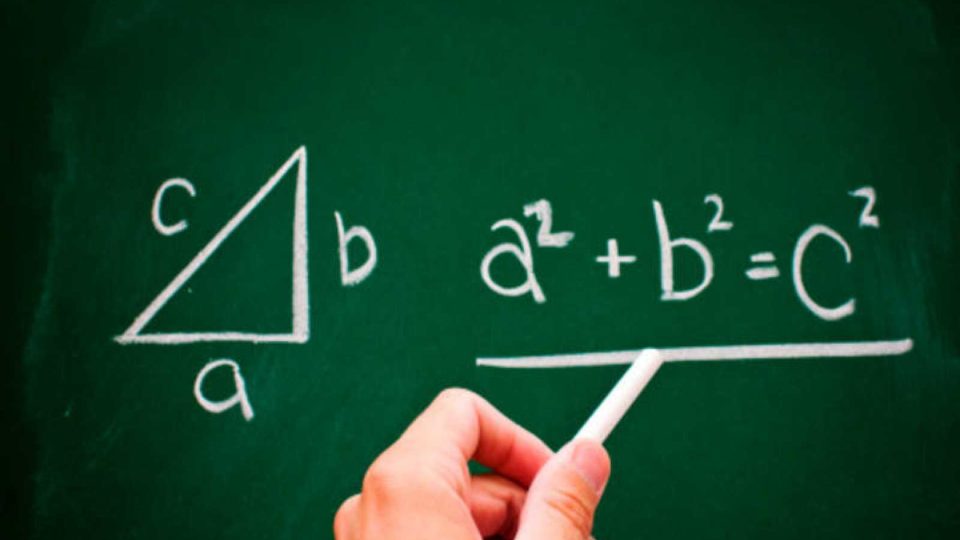 c
b
a
a² + b² = c²